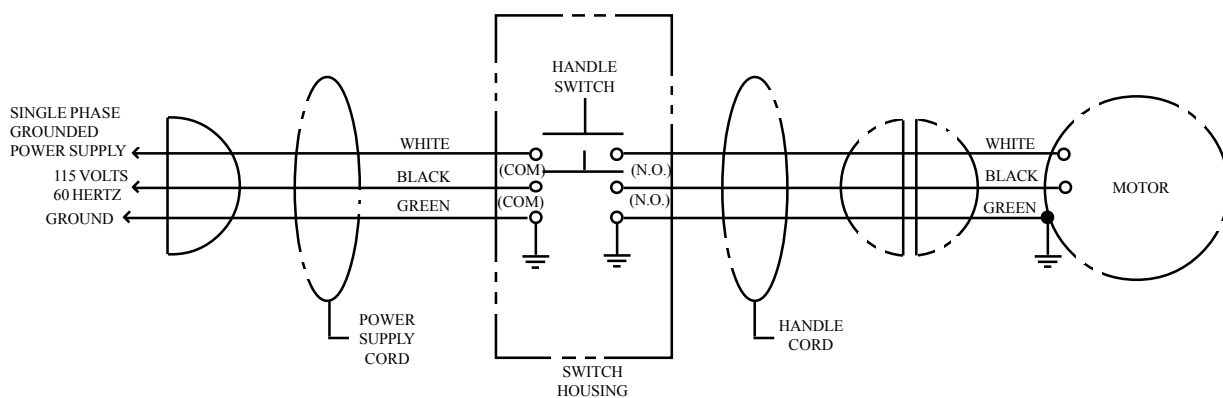 HANDLE
SWITCH
SINGLE PHASE
GROUNDED
POWER SUPPLY
115 VOLTS
60 HERTZ
GROUND
WHITE
BLACK
GREEN
(COM)
(COM)
(N.O.)
(N.O.)
WHITE
BLACK
GREEN
MOTOR
POWER
SUPPLY
CORD
HANDLE
CORD
SWITCH
HOUSING